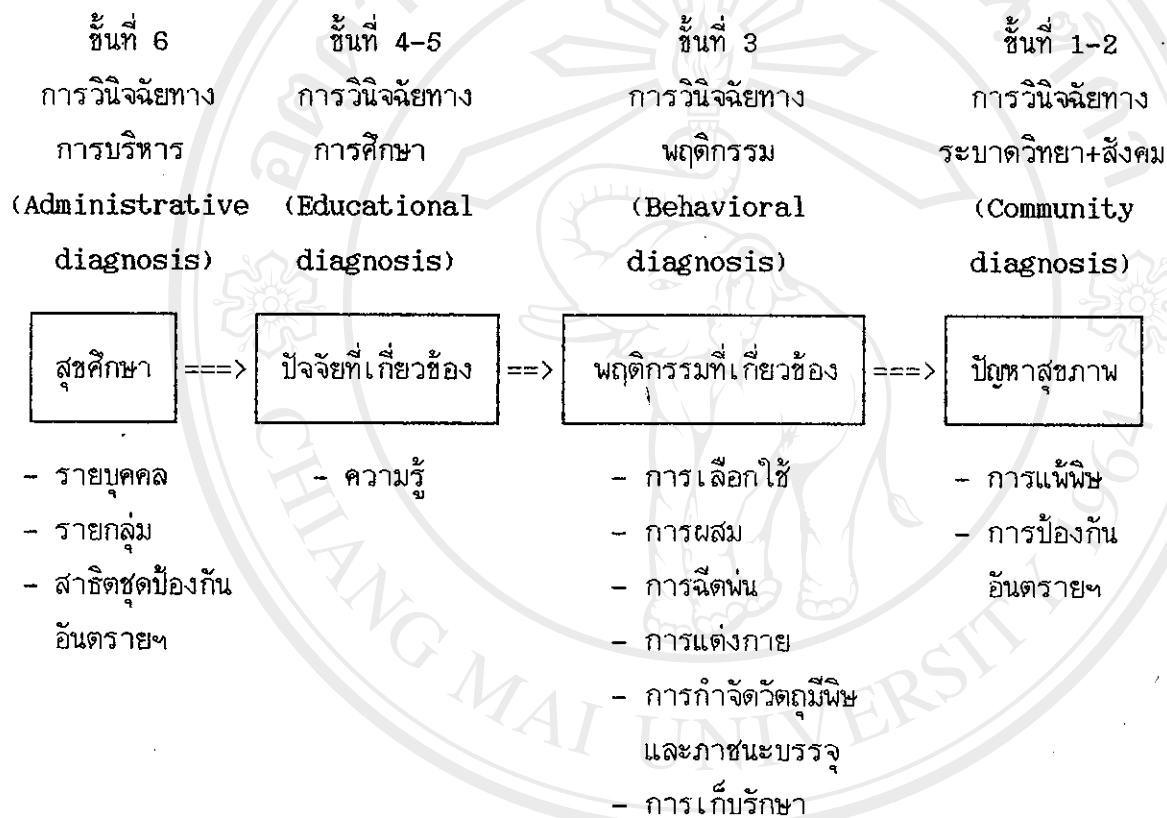 ขั้นที่ 6 ขั้นที่ 4-5 ขั้นที่ 3 ขั้นที่ 1-2
การวินิจฉัยทาง การวินิจฉัยทาง การวินิจฉัยทาง การวินิจฉัยทาง
การบริหาร การศึกษา พฤติกรรม ระบาดวิทยา+สังคม
(Administrative (Educational (Behavioral (Community
diagnosis) diagnosis) diagnosis) diagnosis)
สุขศึกษา ===> ปัจจัยที่เกี่ยวข้อง ==> พฤติกรรมที่เกี่ยวข้อง ===> ปัญหาสุขภาพ
- รายบุคคล - ความรู้ - การเลือกใช้ - การแพ้พิษ
- รายกลุ่ม - การผสม - การป้องกัน
- สาธิตชุดป้องกัน - การฉีดพ่น อันตรายฯ
อันตรายฯ - การแต่งกาย
- การกำจัดวัตถุมีพิษ
และภาชนะบรรจุ
- การเก็บรักษา
CHIANG MAI UNIVERSITY 1964